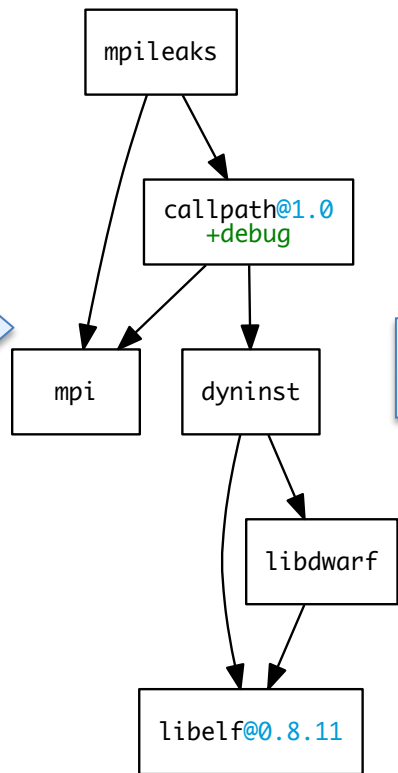 mpileaks
callpath@1.0
+debug
mpi
dyninst
libdwarf
libelf@0.8.11